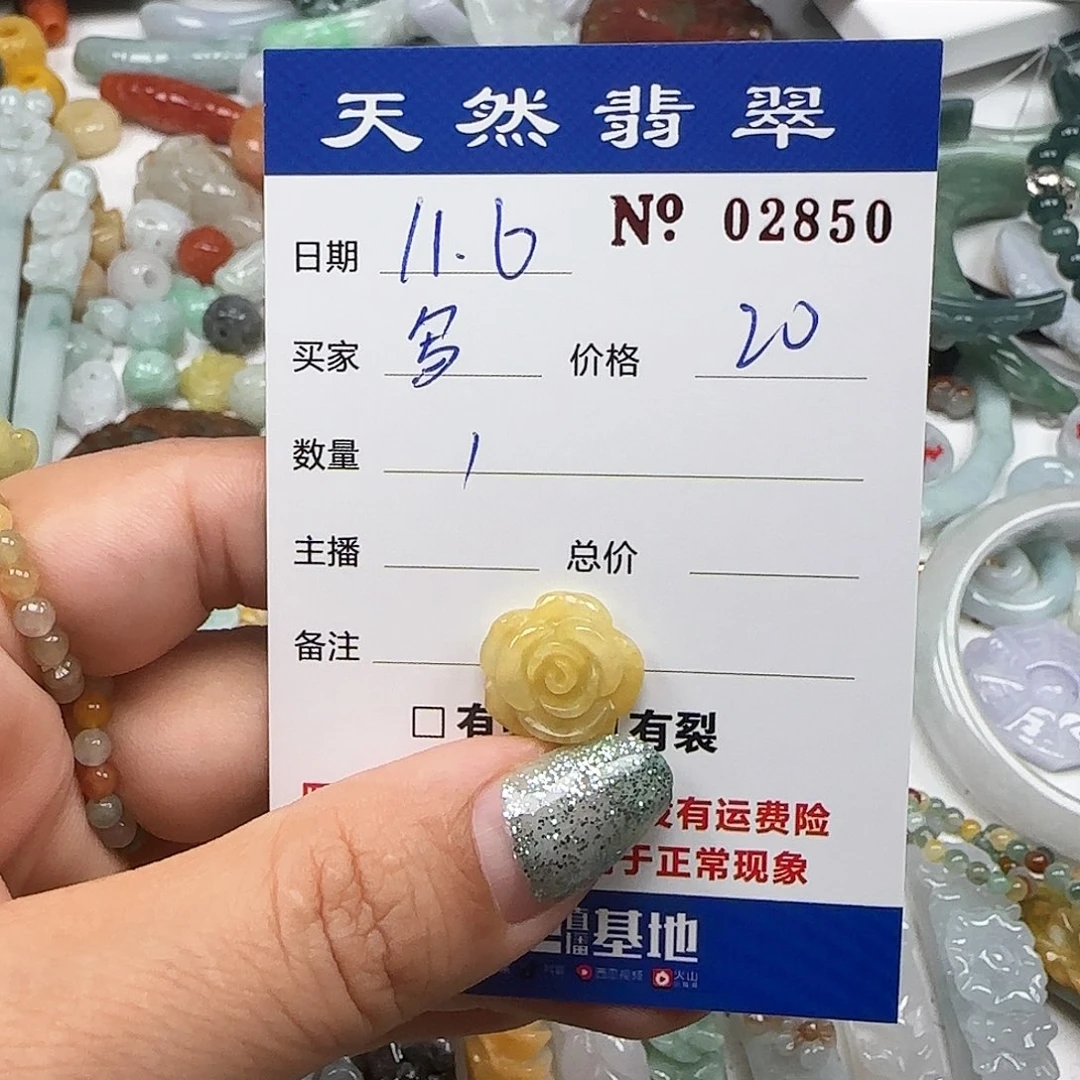 天然翡翠
日期 11.6 Nº 02850
买家 价格 20
数量 1
主播 总价
备注
□ 有 有裂
有运费险
于正常现象
直播基地
西瓜视频 火山